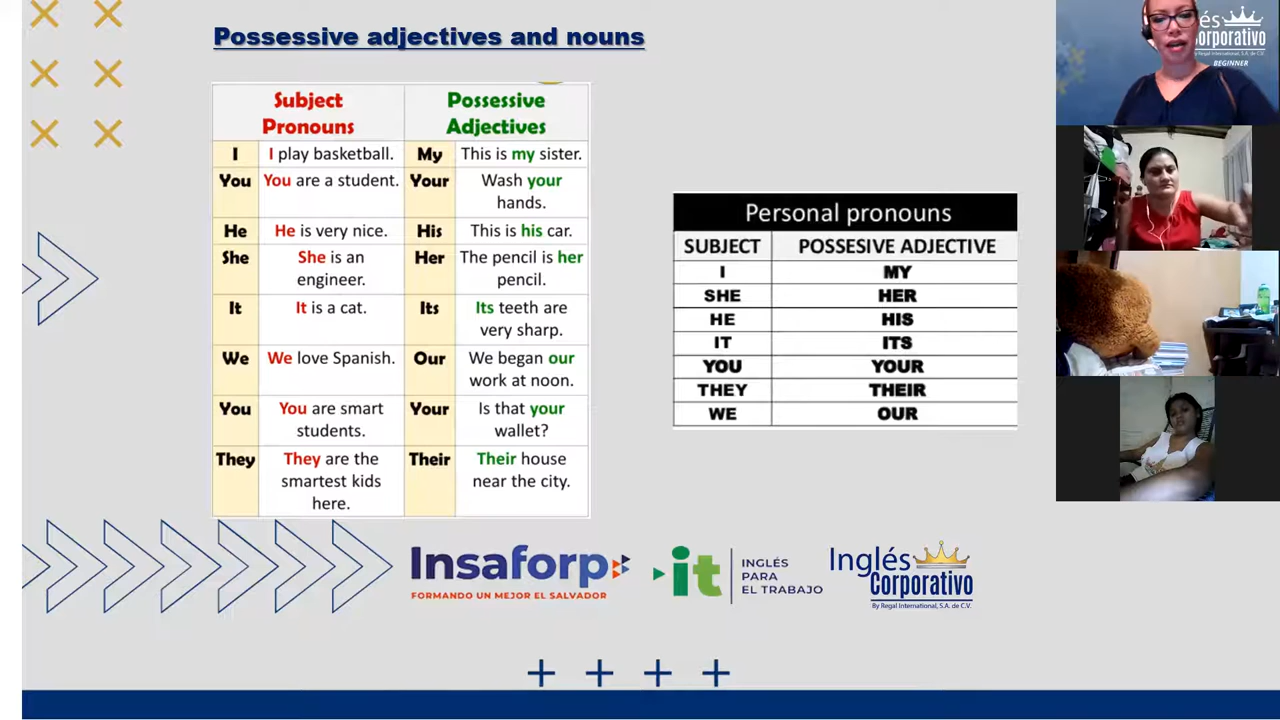 Possessive adjectives and nouns
Subject Pronouns
Possessive Adjectives
I
I play basketball.
My
This is my sister.
You
You are a student.
Your
Wash your
hands.
He
He is very nice.
His
This is his car.
She
She is an
engineer.
Her
The pencil is her
pencil.
It
It is a cat.
Its
Its teeth are
very sharp.
We
We love Spanish.
Our
We began our
work at noon.
You
You are smart
students.
Your
Is that your
wallet?
They
They are the
smartest kids
here.
Their
Their house
near the city.
Personal pronouns
SUBJECT POSSESIVE ADJECTIVE
I MY
SHE HER
HE HIS
IT ITS
YOU YOUR
THEY THEIR
WE OUR
Insaforp
FORMANDO UN MEJOR EL SALVADOR
it
INGLÉS
PARA
EL TRABAJO
Inglés
Corporativo
By Regal International, S.A. de C.V.
és
Corporativo
By Regal International, S.A. de C.V.
BEGINNER